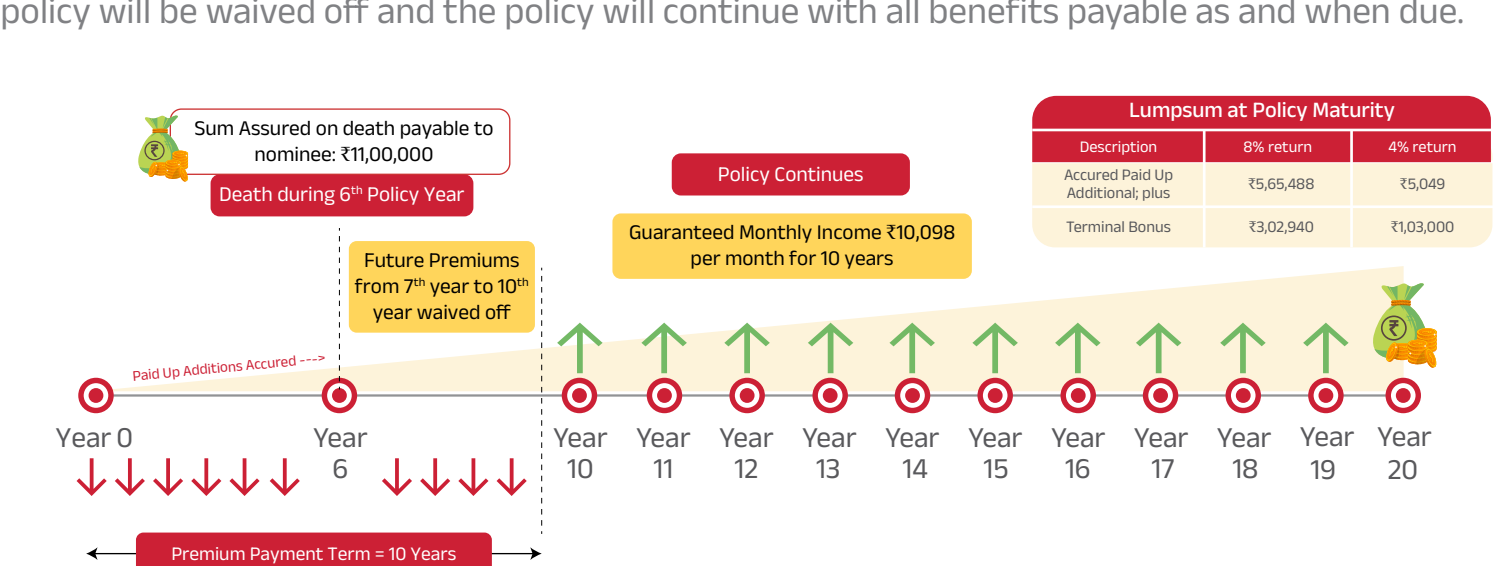 policy will be waived off and the policy will continue with all benefits payable as and when due.
Sum Assured on death payable to
nominee: ₹11,00,000
Death during 6th Policy Year
Future Premiums
from 7th year to 10th
year waived off
Policy Continues
Guaranteed Monthly Income ₹10,098
per month for 10 years
Lumpsum at Policy Maturity
Description 8% return 4% return
Accured Paid Up
Additional; plus ₹5,65,488 ₹5,049
Terminal Bonus ₹3,02,940 ₹1,03,000
Paid Up Additions Accured --->
₹
₹
Year 0 Year Year Year Year Year Year Year Year Year Year Year Year
6 10 11 12 13 14 15 16 17 18 19 20
Premium Payment Term = 10 Years